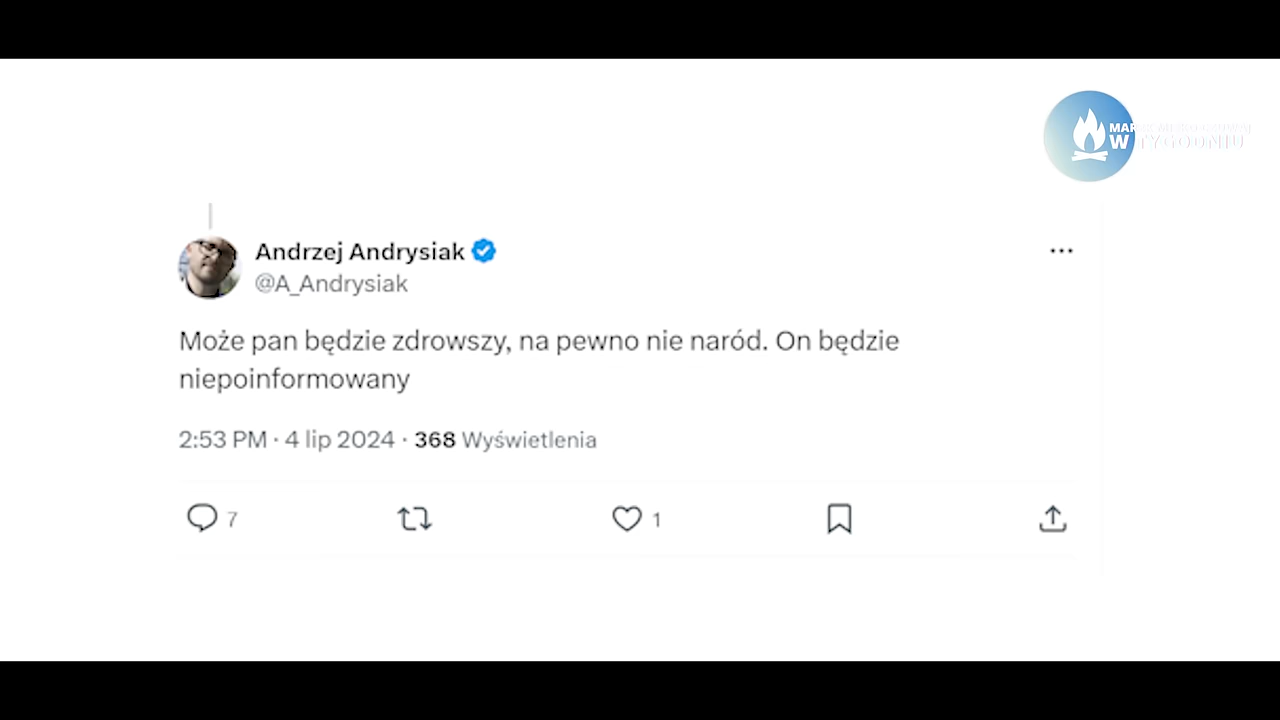 MAR
W TYGODNIU
Andrzej Andrysiak
@A_Andrysiak
Może pan będzie zdrowszy, na pewno nie naród. On będzie
niepoinformowany
2:53 PM · 4 lip 2024 · 368 Wyświetlenia
7
1